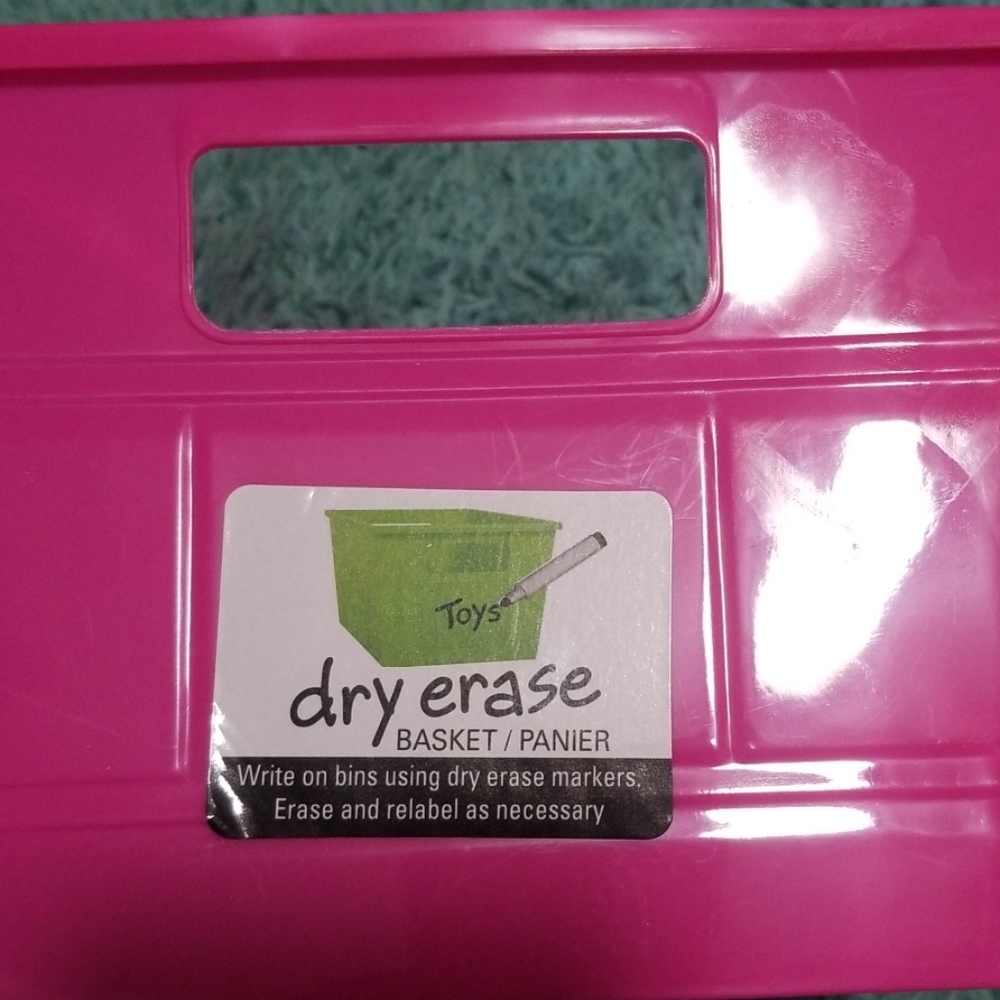 Toys
dry erase
BASKET / PANIER
Write on bins using dry erase markers.
Erase and relabel as necessary